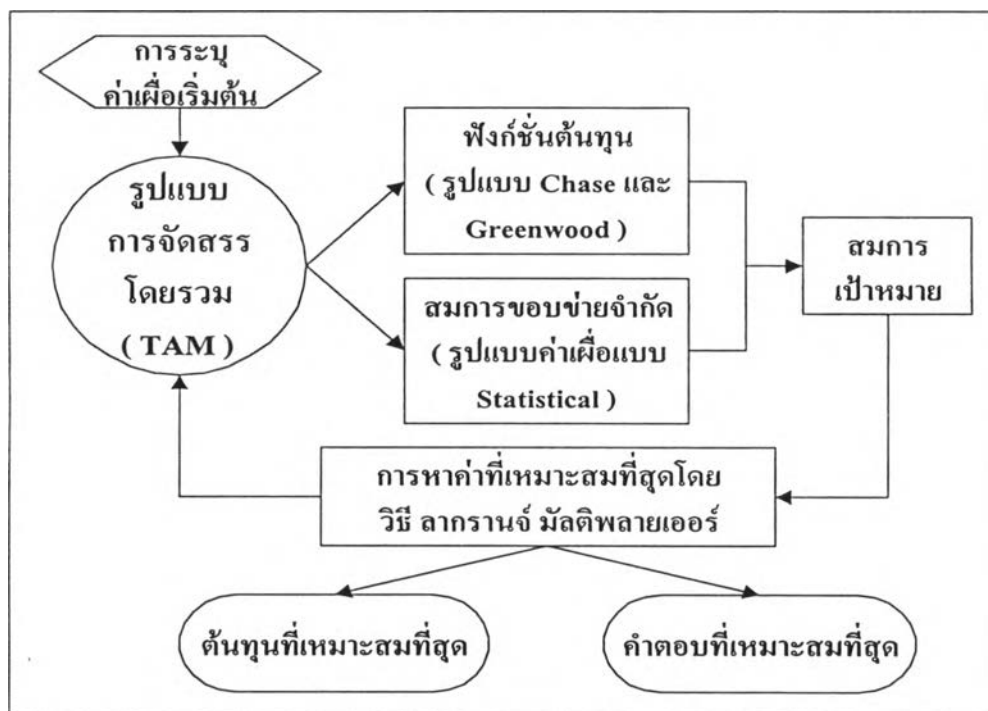 การระบุ
ค่าเผื่อเริ่มต้น
รูปแบบ
การจัดสรร
โดยรวม
( TAM )
ฟังก์ชั่นต้นทุน
( รูปแบบ Chase และ
Greenwood )
สมการขอบข่ายจำกัด
( รูปแบบค่าเผื่อแบบ
Statistical )
สมการ
เป้าหมาย
การหาค่าที่เหมาะสมที่สุดโดย
วิธี ลากรานจ์ มัลติพลายเออร์
ต้นทุนที่เหมาะสมที่สุด
คำตอบที่เหมาะสมที่สุด